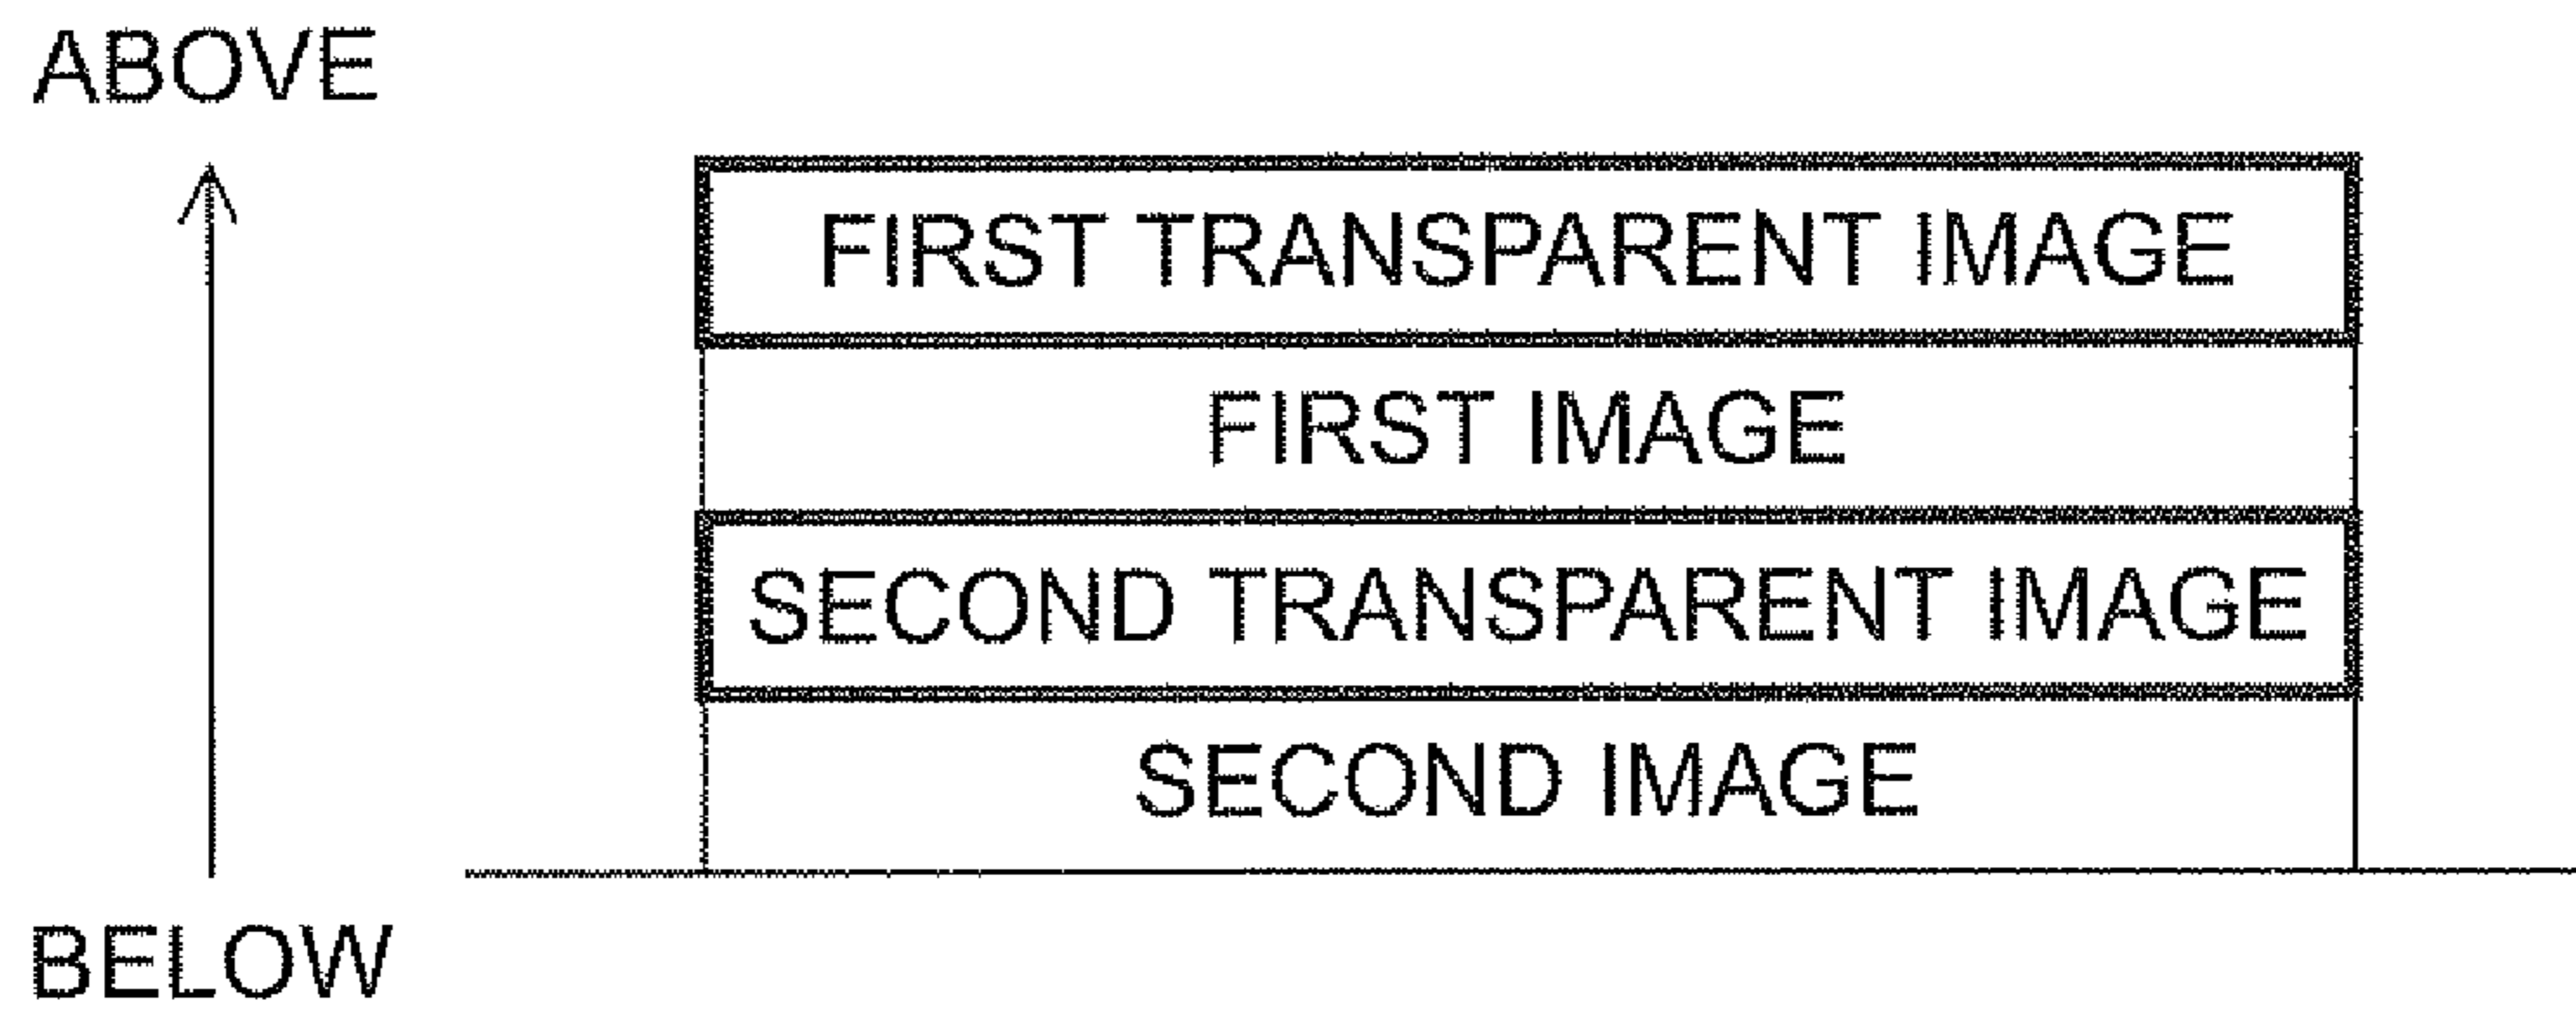 ABOVE
FIRST TRANSPARENT IMAGE
FIRST IMAGE
SECOND TRANSPARENT IMAGE
SECOND IMAGE
BELOW